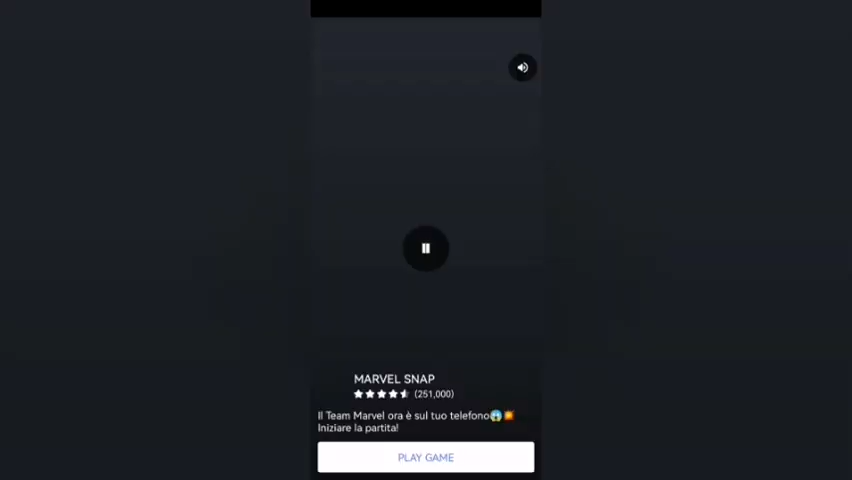 MARVEL SNAP
(251,000)
Il Team Marvel ora è sul tuo telefono😱💥
Iniziare la partita!
PLAY GAME